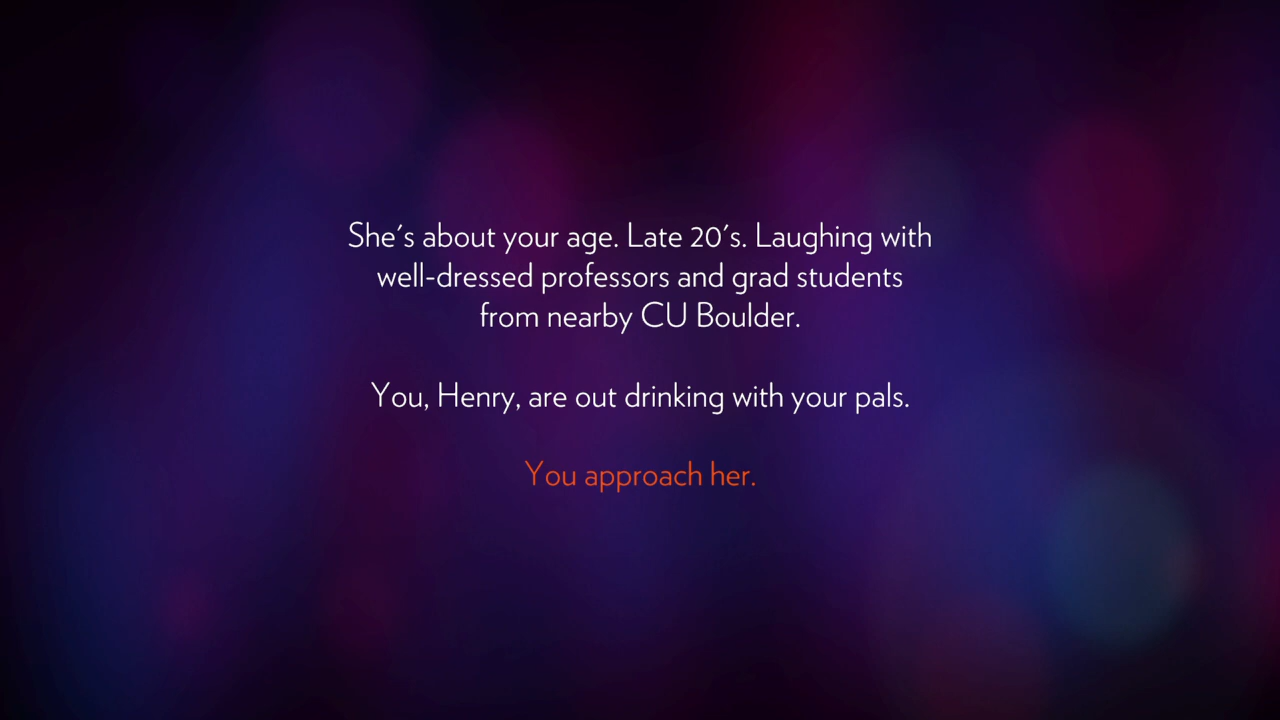 She's about your age. Late 20's. Laughing with
well-dressed professors and grad students
from nearby CU Boulder.
You, Henry, are out drinking with your pals.
You approach her.